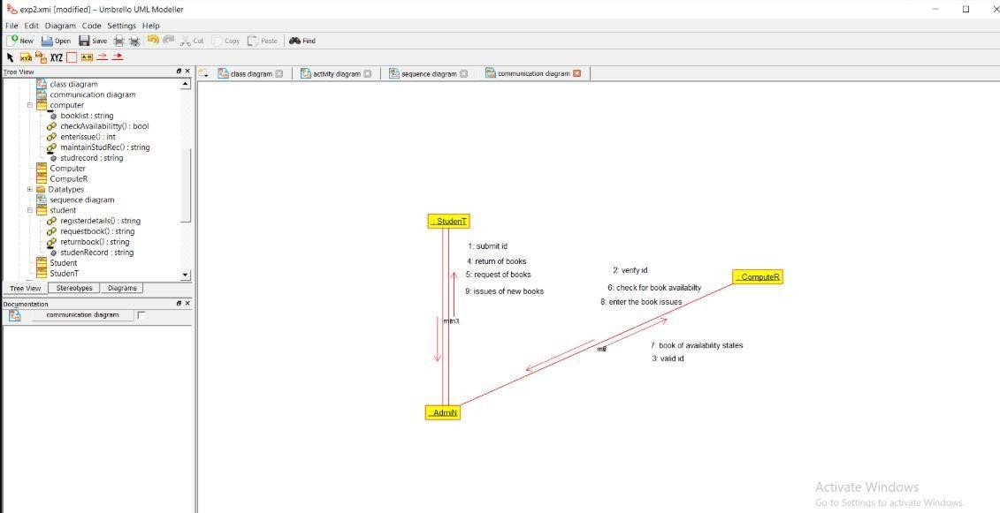 exp2.xmi [modified] – Umbrello UML Modeller
File Edit Diagram Code Settings Help
New Open Save Cut Copy Paste Find
XYZ XYZ A-B
Tree View
class diagram
communication diagram
computer
booklist : string
checkAvailabilitty() : bool
enterissue() : int
maintainStudRec() : string
studrecord : string
Computer
ComputeR
Datatypes
sequence diagram
student
registerdetails() : string
requestbook() : string
returnbook() : string
studenRecord : string
Student
StudenT
Tree View Stereotypes Diagrams
Documentation
communication diagram
class diagram activity diagram sequence diagram communication diagram
: StudenT
1: submit id
4: return of books
5: request of books
9: issues of new books
2: verify id
6: check for book availabilty
8: enter the book issues
: ComputeR
7: book of availability states
3: valid id
: AdmiN
Activate Windows
Go to Settings to activate Windows.